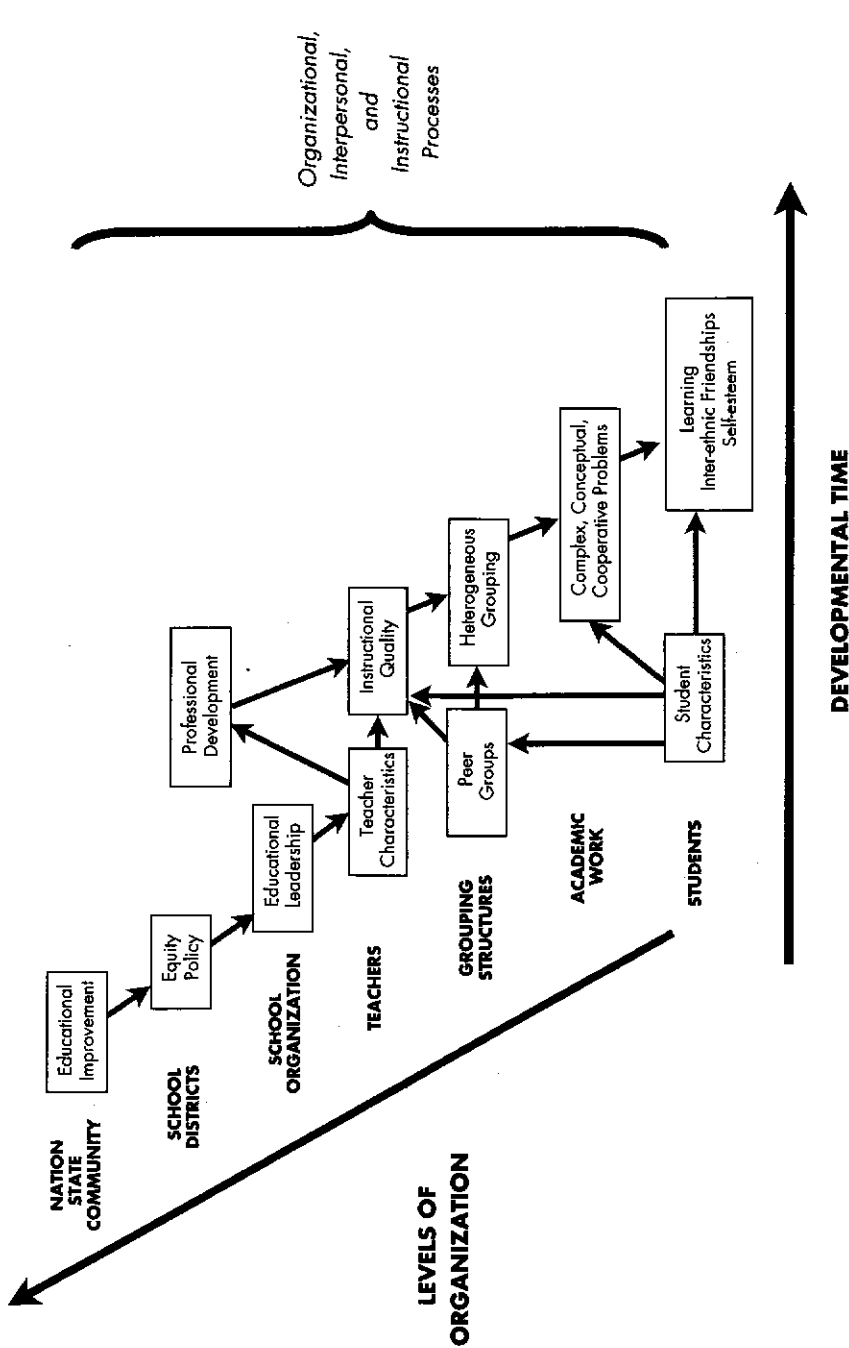 Organizational,
Interpersonal,
and
Instructional
Processes
NATION
STATE
COMMUNITY
Educational
Improvement
SCHOOL
DISTRICTS
Equity
Policy
SCHOOL
ORGANIZATION
Educational
Leadership
Professional
Development
TEACHERS
Teacher
Characteristics
Instructional
Quality
GROUPING
STRUCTURES
Peer
Groups
Heterogeneous
Grouping
ACADEMIC
WORK
Complex, Conceptual,
Cooperative Problems
STUDENTS
Student
Characteristics
Learning
Inter-ethnic Friendships
Self-esteem
LEVELS OF
ORGANIZATION
DEVELOPMENTAL TIME